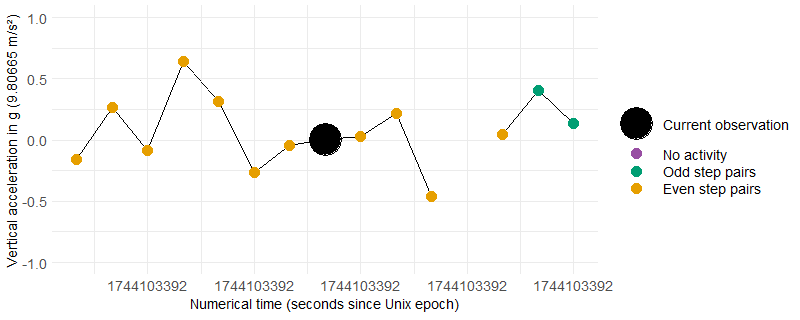 Vertical acceleration in g (9.80665 m/s²)
1.0
0.5
0.0
-0.5
-1.0
1744103392 1744103392 1744103392 1744103392 1744103392
Numerical time (seconds since Unix epoch)
Current observation
No activity
Odd step pairs
Even step pairs